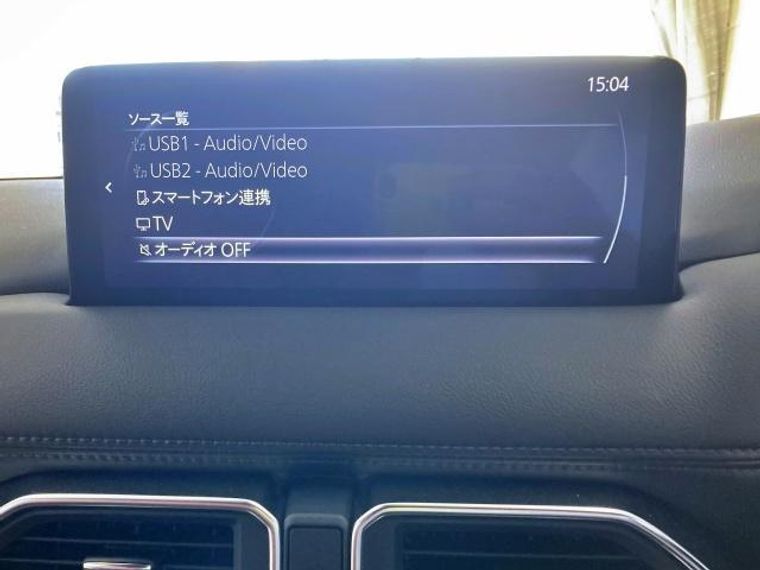 15:04
ソース一覧
USB1 - Audio/Video
USB2 - Audio/Video
スマートフォン連携
TV
オーディオ OFF